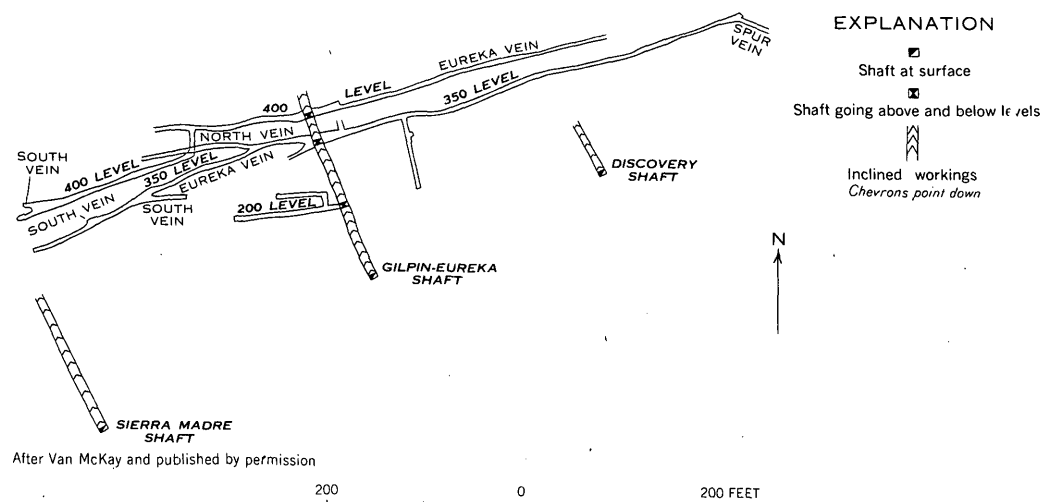 EXPLANATION
Shaft at surface
Shaft going above and below levels
Inclined workings
Chevrons point down
SPUR
VEIN
EUREKA VEIN
400 LEVEL
350 LEVEL
NORTH VEIN
SOUTH
VEIN
400 LEVEL
350 LEVEL
EUREKA VEIN
SOUTH VEIN
SOUTH
VEIN
200 LEVEL
DISCOVERY
SHAFT
GILPIN-EUREKA
SHAFT
N
SIERRA MADRE
SHAFT
After Van McKay and published by permission
200 0 200 FEET